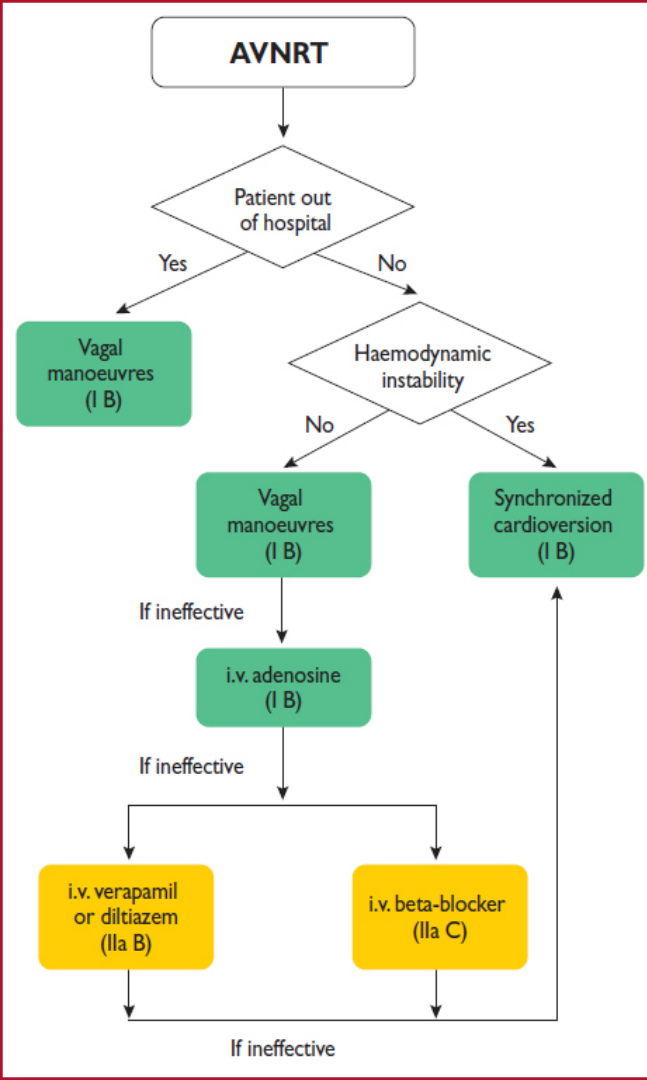 AVNRT
Patient out
of hospital
Yes
No
Vagal
manoeuvres
(I B)
Haemodynamic
instability
No
Yes
Vagal
manoeuvres
(I B)
Synchronized
cardioversion
(I B)
If ineffective
i.v. adenosine
(I B)
If ineffective
i.v. verapamil
or diltiazem
(IIa B)
i.v. beta-blocker
(IIa C)
If ineffective